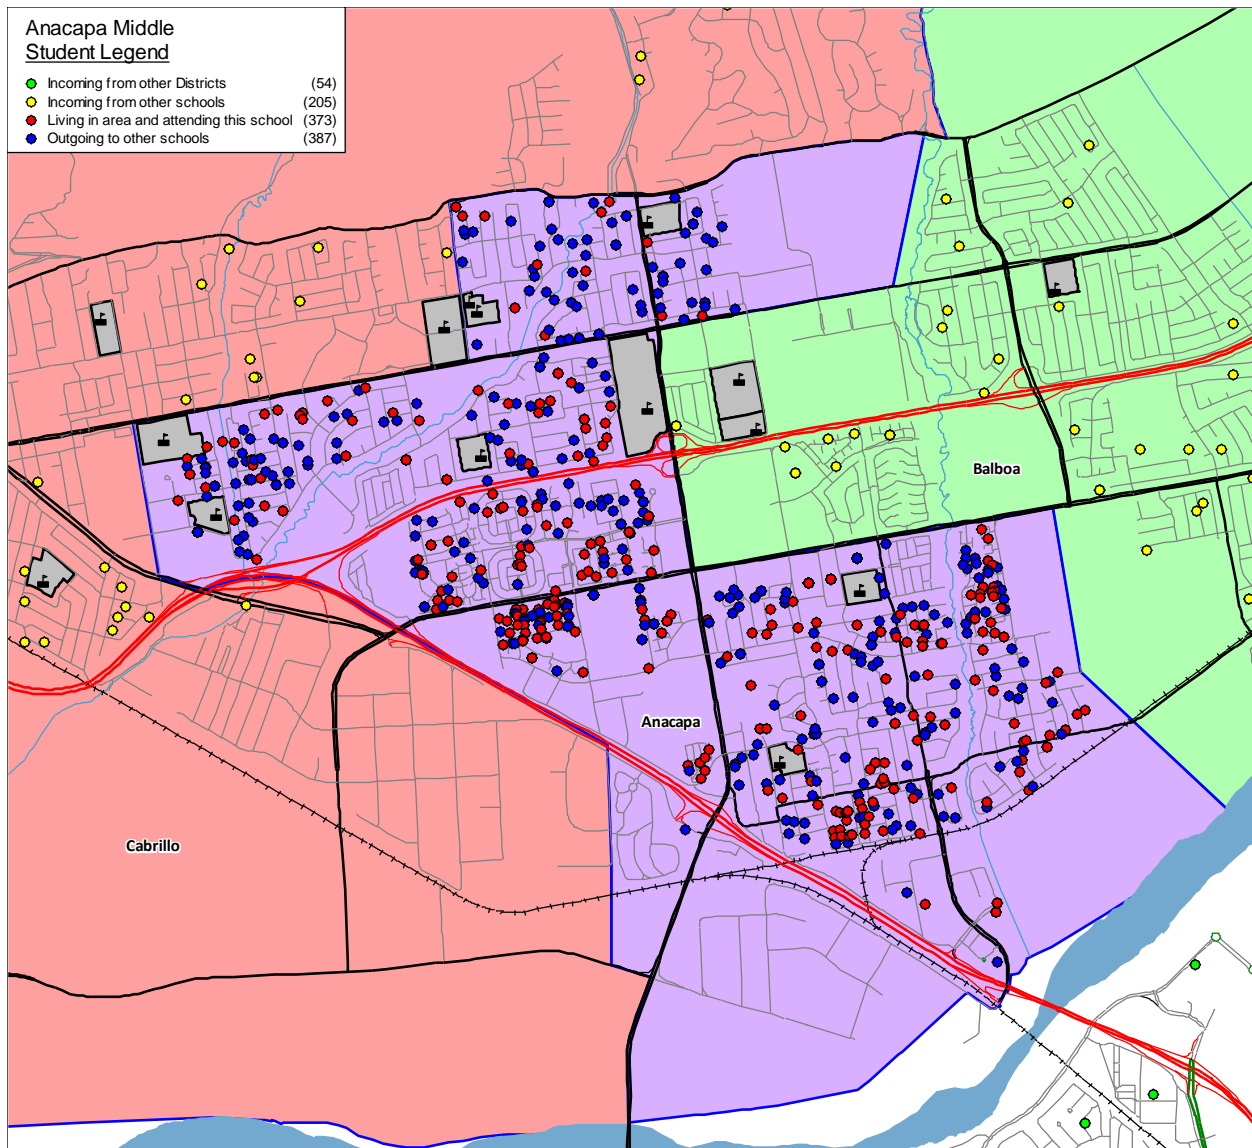 Anacapa Middle
Student Legend
Incoming from other Districts (54)
Incoming from other schools (205)
Living in area and attending this school (373)
Outgoing to other schools (387)
Balboa
Anacapa
Cabrillo